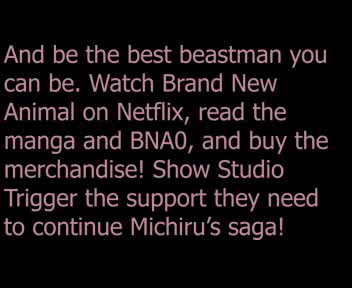 And be the best beastman you
can be. Watch Brand New
Animal on Netflix, read the
manga and BNA0, and buy the
merchandise! Show Studio
Trigger the support they need
to continue Michiru’s saga!